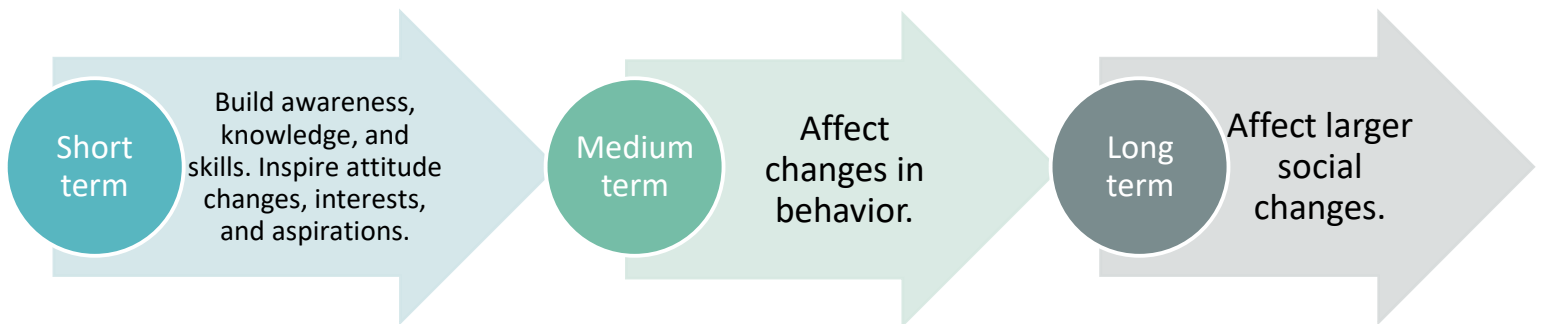 Short
term
Build awareness,
knowledge, and
skills. Inspire attitude
changes, interests,
and aspirations.
Medium
term
Affect
changes in
behavior.
Long
term
Affect larger
social
changes.